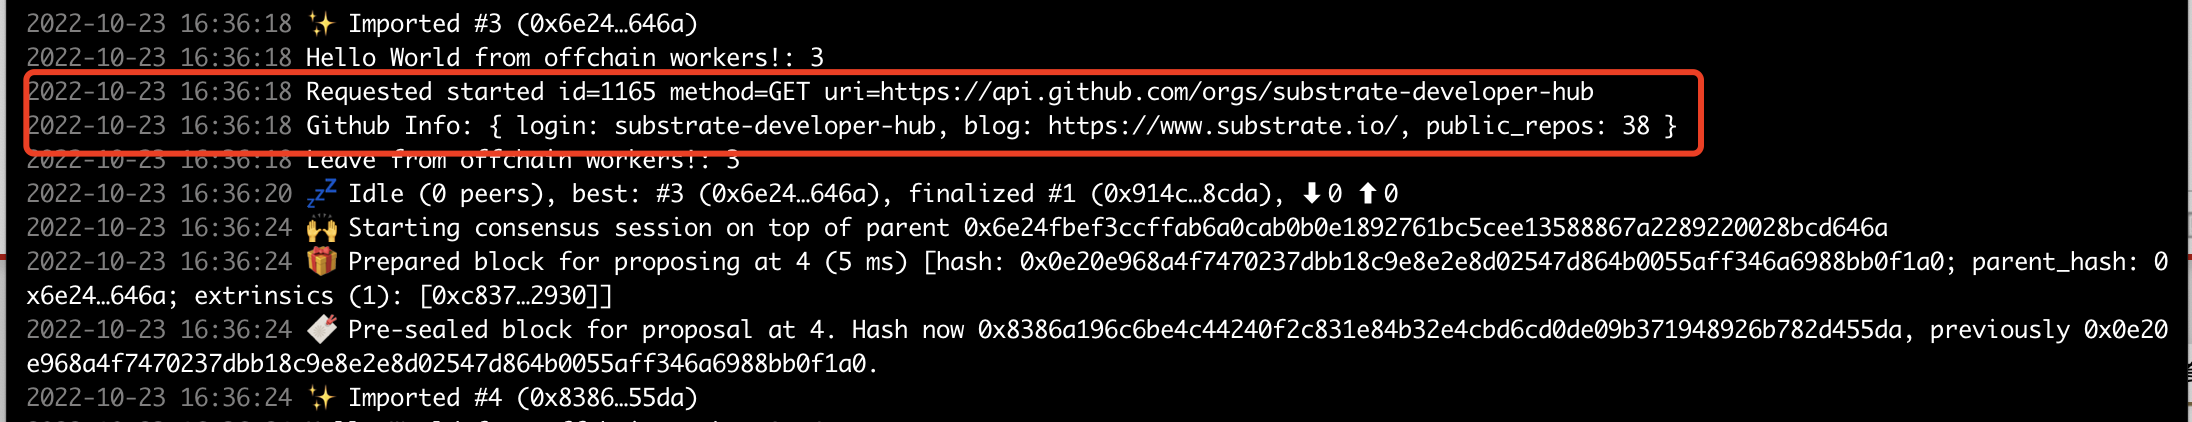 2022-10-23 16:36:18 ✨ Imported #3 (0x6e24…646a)
2022-10-23 16:36:18 Hello World from offchain workers!: 3
2022-10-23 16:36:18 Requested started id=1165 method=GET uri=https://api.github.com/orgs/substrate-developer-hub
2022-10-23 16:36:18 Github Info: { login: substrate-developer-hub, blog: https://www.substrate.io/, public_repos: 38 }
2022-10-23 16:36:18 Leave from offchain workers!: 3
2022-10-23 16:36:20 💤 Idle (0 peers), best: #3 (0x6e24…646a), finalized #1 (0x914c…8cda), ⬇ 0 ⬆ 0
2022-10-23 16:36:24 🙌 Starting consensus session on top of parent 0x6e24fbef3ccffab6a0cab0b0e1892761bc5cee13588867a2289220028bcd646a
2022-10-23 16:36:24 🎁 Prepared block for proposing at 4 (5 ms) [hash: 0x0e20e968a4f7470237dbb18c9e8e2e8d02547d864b0055aff346a6988bb0f1a0; parent_hash: 0
x6e24…646a; extrinsics (1): [0xc837…2930]]
2022-10-23 16:36:24 🔖 Pre-sealed block for proposal at 4. Hash now 0x8386a196c6be4c44240f2c831e84b32e4cbd6cd0de09b371948926b782d455da, previously 0x0e20
e968a4f7470237dbb18c9e8e2e8d02547d864b0055aff346a6988bb0f1a0.
2022-10-23 16:36:24 ✨ Imported #4 (0x8386…55da)